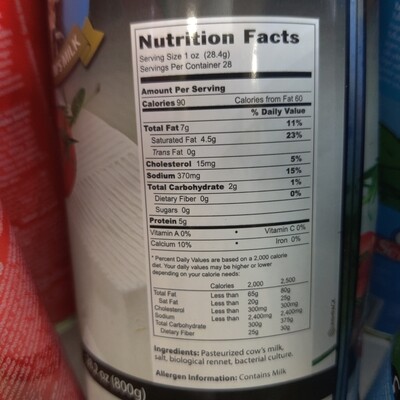 MILK
Nutrition Facts
Serving Size 1 oz (28.4g)
Servings Per Container 28
Amount Per Serving
Calories 90 Calories from Fat 60
% Daily Value
Total Fat 7g 11%
Saturated Fat 4.5g 23%
Trans Fat 0g
Cholesterol 15mg 5%
Sodium 370mg 15%
Total Carbohydrate 2g 1%
Dietary Fiber 0g 0%
Sugars 0g
Protein 5g
Vitamin A 0% • Vitamin C 0%
Calcium 10% • Iron 0%
* Percent Daily Values are based on a 2,000 calorie
diet. Your daily values may be higher or lower
depending on your calorie needs:
Calories 2,000 2,500
Total Fat Less than 65g 80g
Sat Fat Less than 20g 25g
Cholesterol Less than 300mg 300mg
Sodium Less than 2,400mg 2,400mg
Total Carbohydrate 300g 375g
Dietary Fiber 25g 30g
Ingredients: Pasteurized cow's milk,
salt, biological rennet, bacterial culture.
Allergen Information: Contains Milk
(800g)